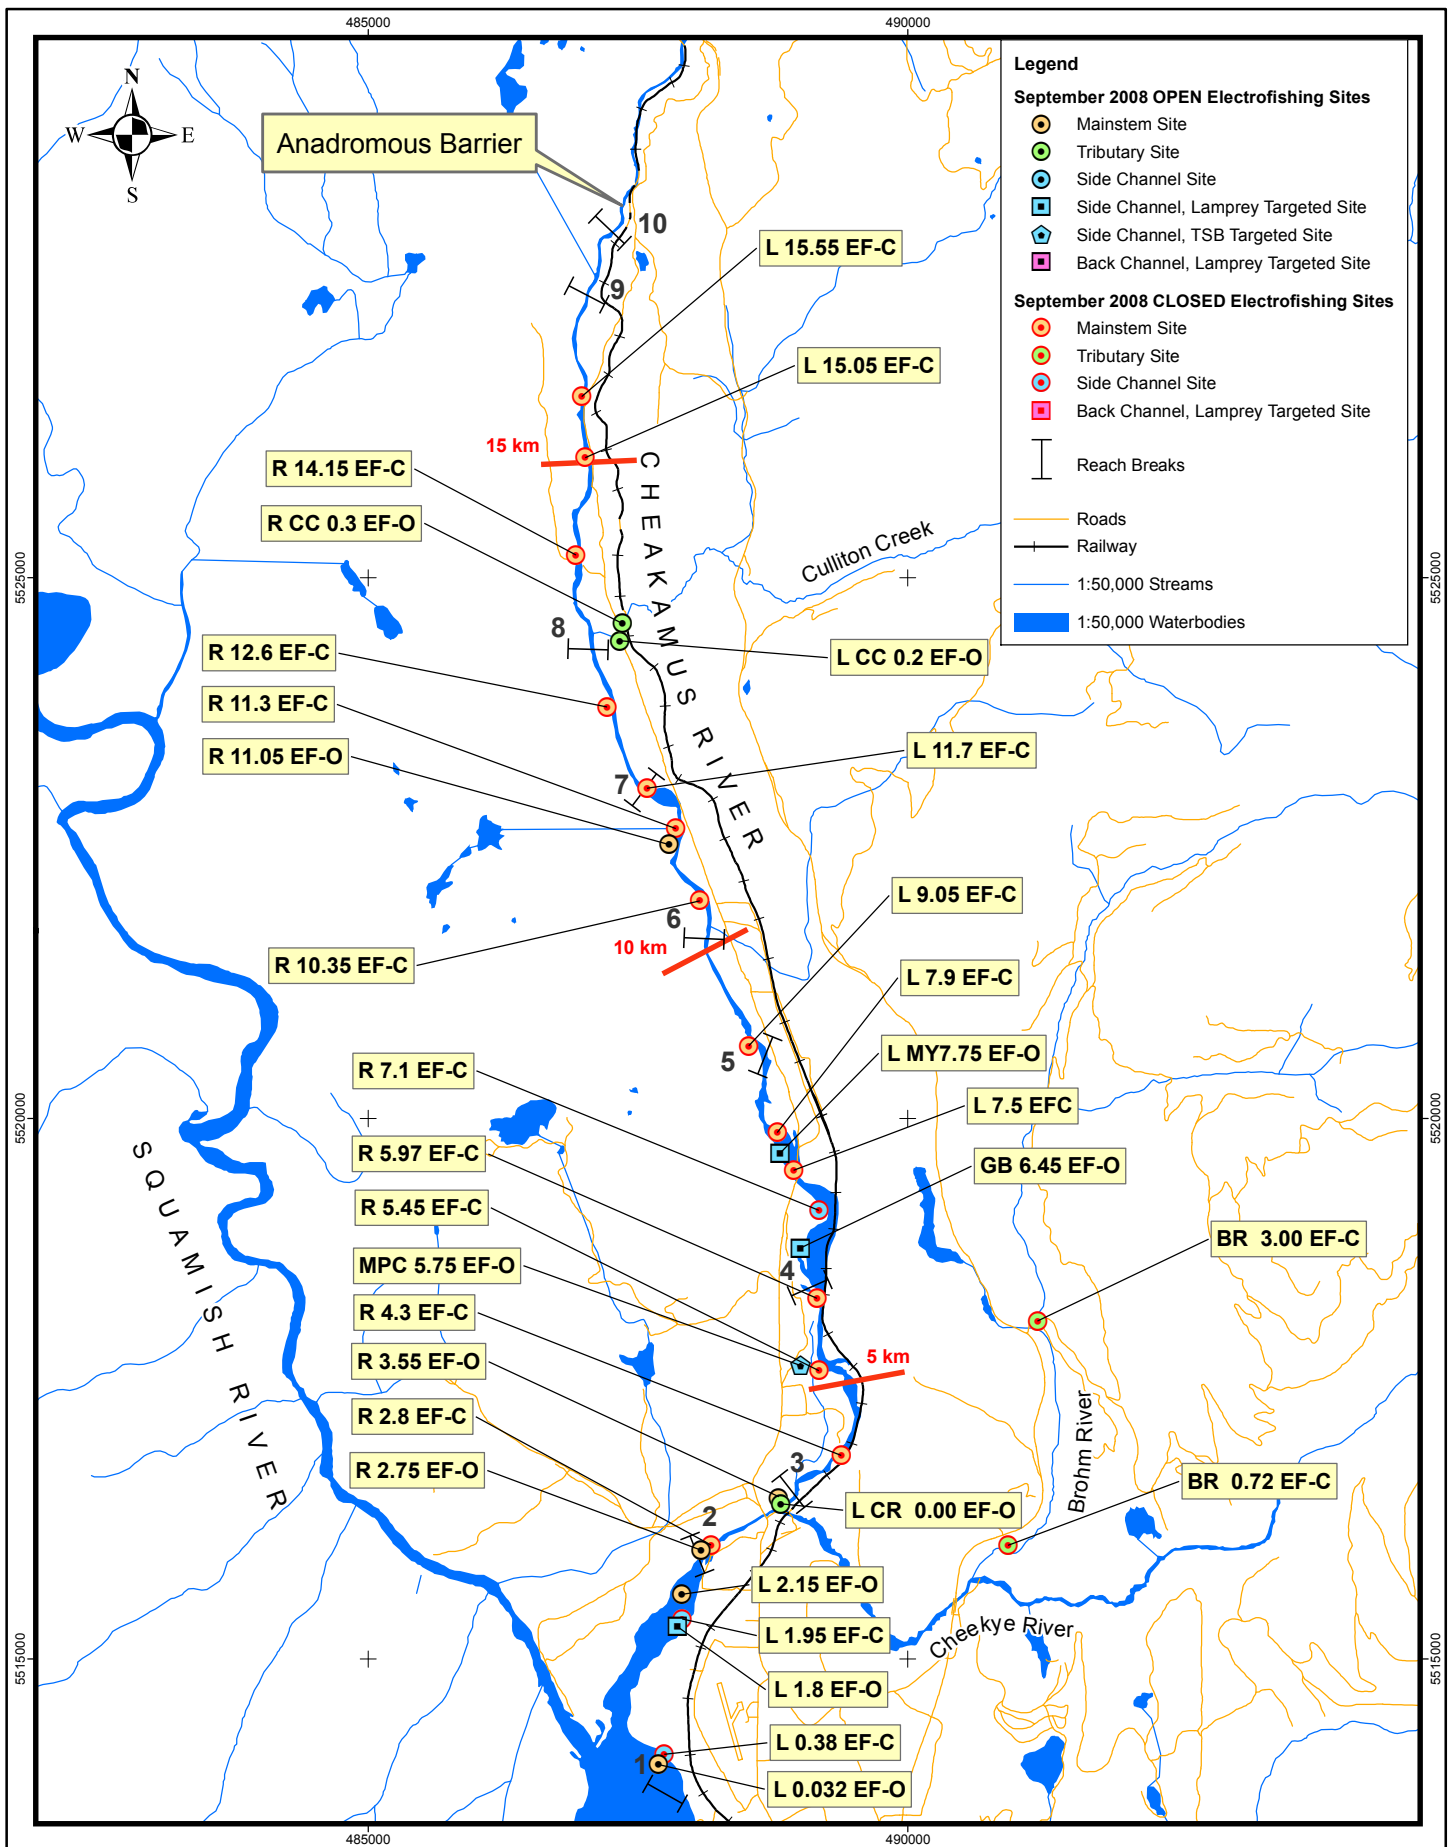 485000
490000
N
W
E
S
Anadromous Barrier
Legend
September 2008 OPEN Electrofishing Sites
Mainstem Site
Tributary Site
Side Channel Site
Side Channel, Lamprey Targeted Site
Side Channel, TSB Targeted Site
Back Channel, Lamprey Targeted Site
September 2008 CLOSED Electrofishing Sites
Mainstem Site
Tributary Site
Side Channel Site
Back Channel, Lamprey Targeted Site
Reach Breaks
Roads
Railway
1:50,000 Streams
1:50,000 Waterbodies
10
L 15.55 EF-C
9
L 15.05 EF-C
15 km
R 14.15 EF-C
CHEAKAMUS RIVER
R CC 0.3 EF-O
Culliton Creek
5525000
5525000
8
R 12.6 EF-C
L CC 0.2 EF-O
R 11.3 EF-C
R 11.05 EF-O
L 11.7 EF-C
7
L 9.05 EF-C
6
10 km
R 10.35 EF-C
L 7.9 EF-C
5
L MY7.75 EF-O
R 7.1 EF-C
L 7.5 EFC
5520000
5520000
R 5.97 EF-C
GB 6.45 EF-O
R 5.45 EF-C
SQUAMISH RIVER
BR 3.00 EF-C
MPC 5.75 EF-O
4
R 4.3 EF-C
R 3.55 EF-O
5 km
R 2.8 EF-C
Brohm River
R 2.75 EF-O
3
BR 0.72 EF-C
L CR 0.00 EF-O
2
L 2.15 EF-O
L 1.95 EF-C
Cheekye River
5515000
5515000
L 1.8 EF-O
L 0.38 EF-C
1
L 0.032 EF-O
485000
490000